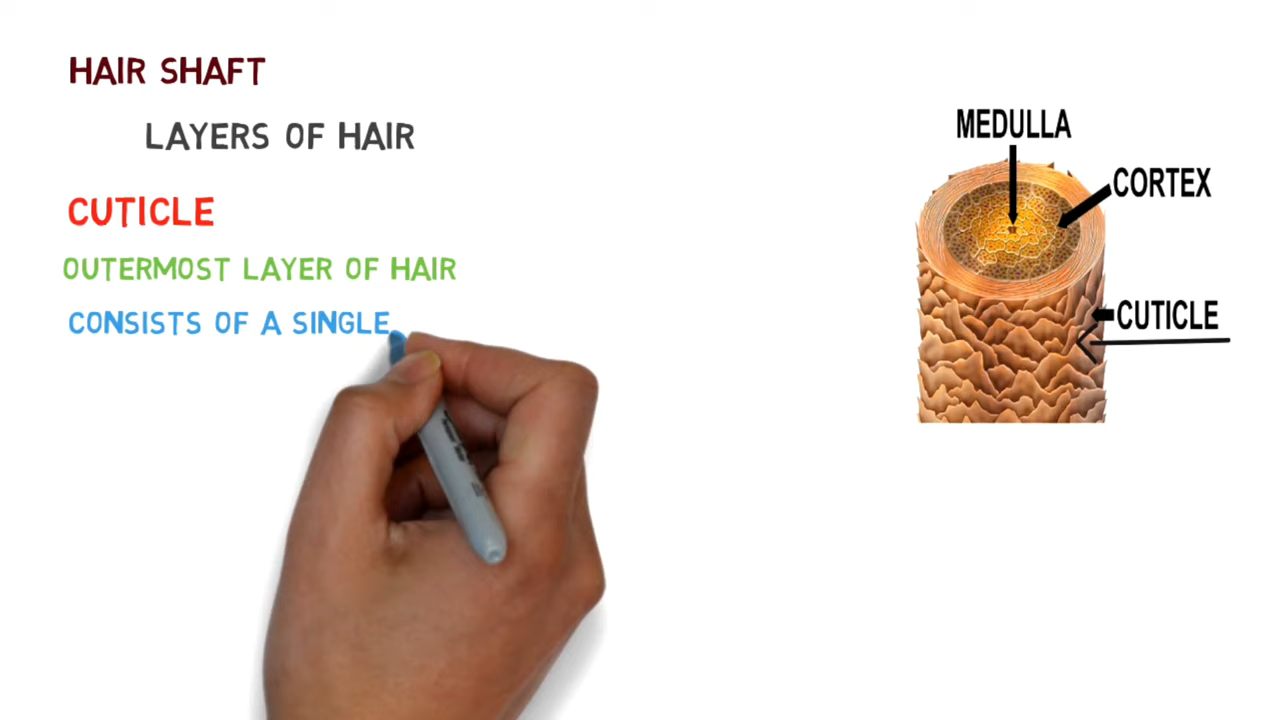 HAIR SHAFT
LAYERS OF HAIR
CUTICLE
OUTERMOST LAYER OF HAIR
CONSISTS OF A SINGLE
MEDULLA
CORTEX
CUTICLE